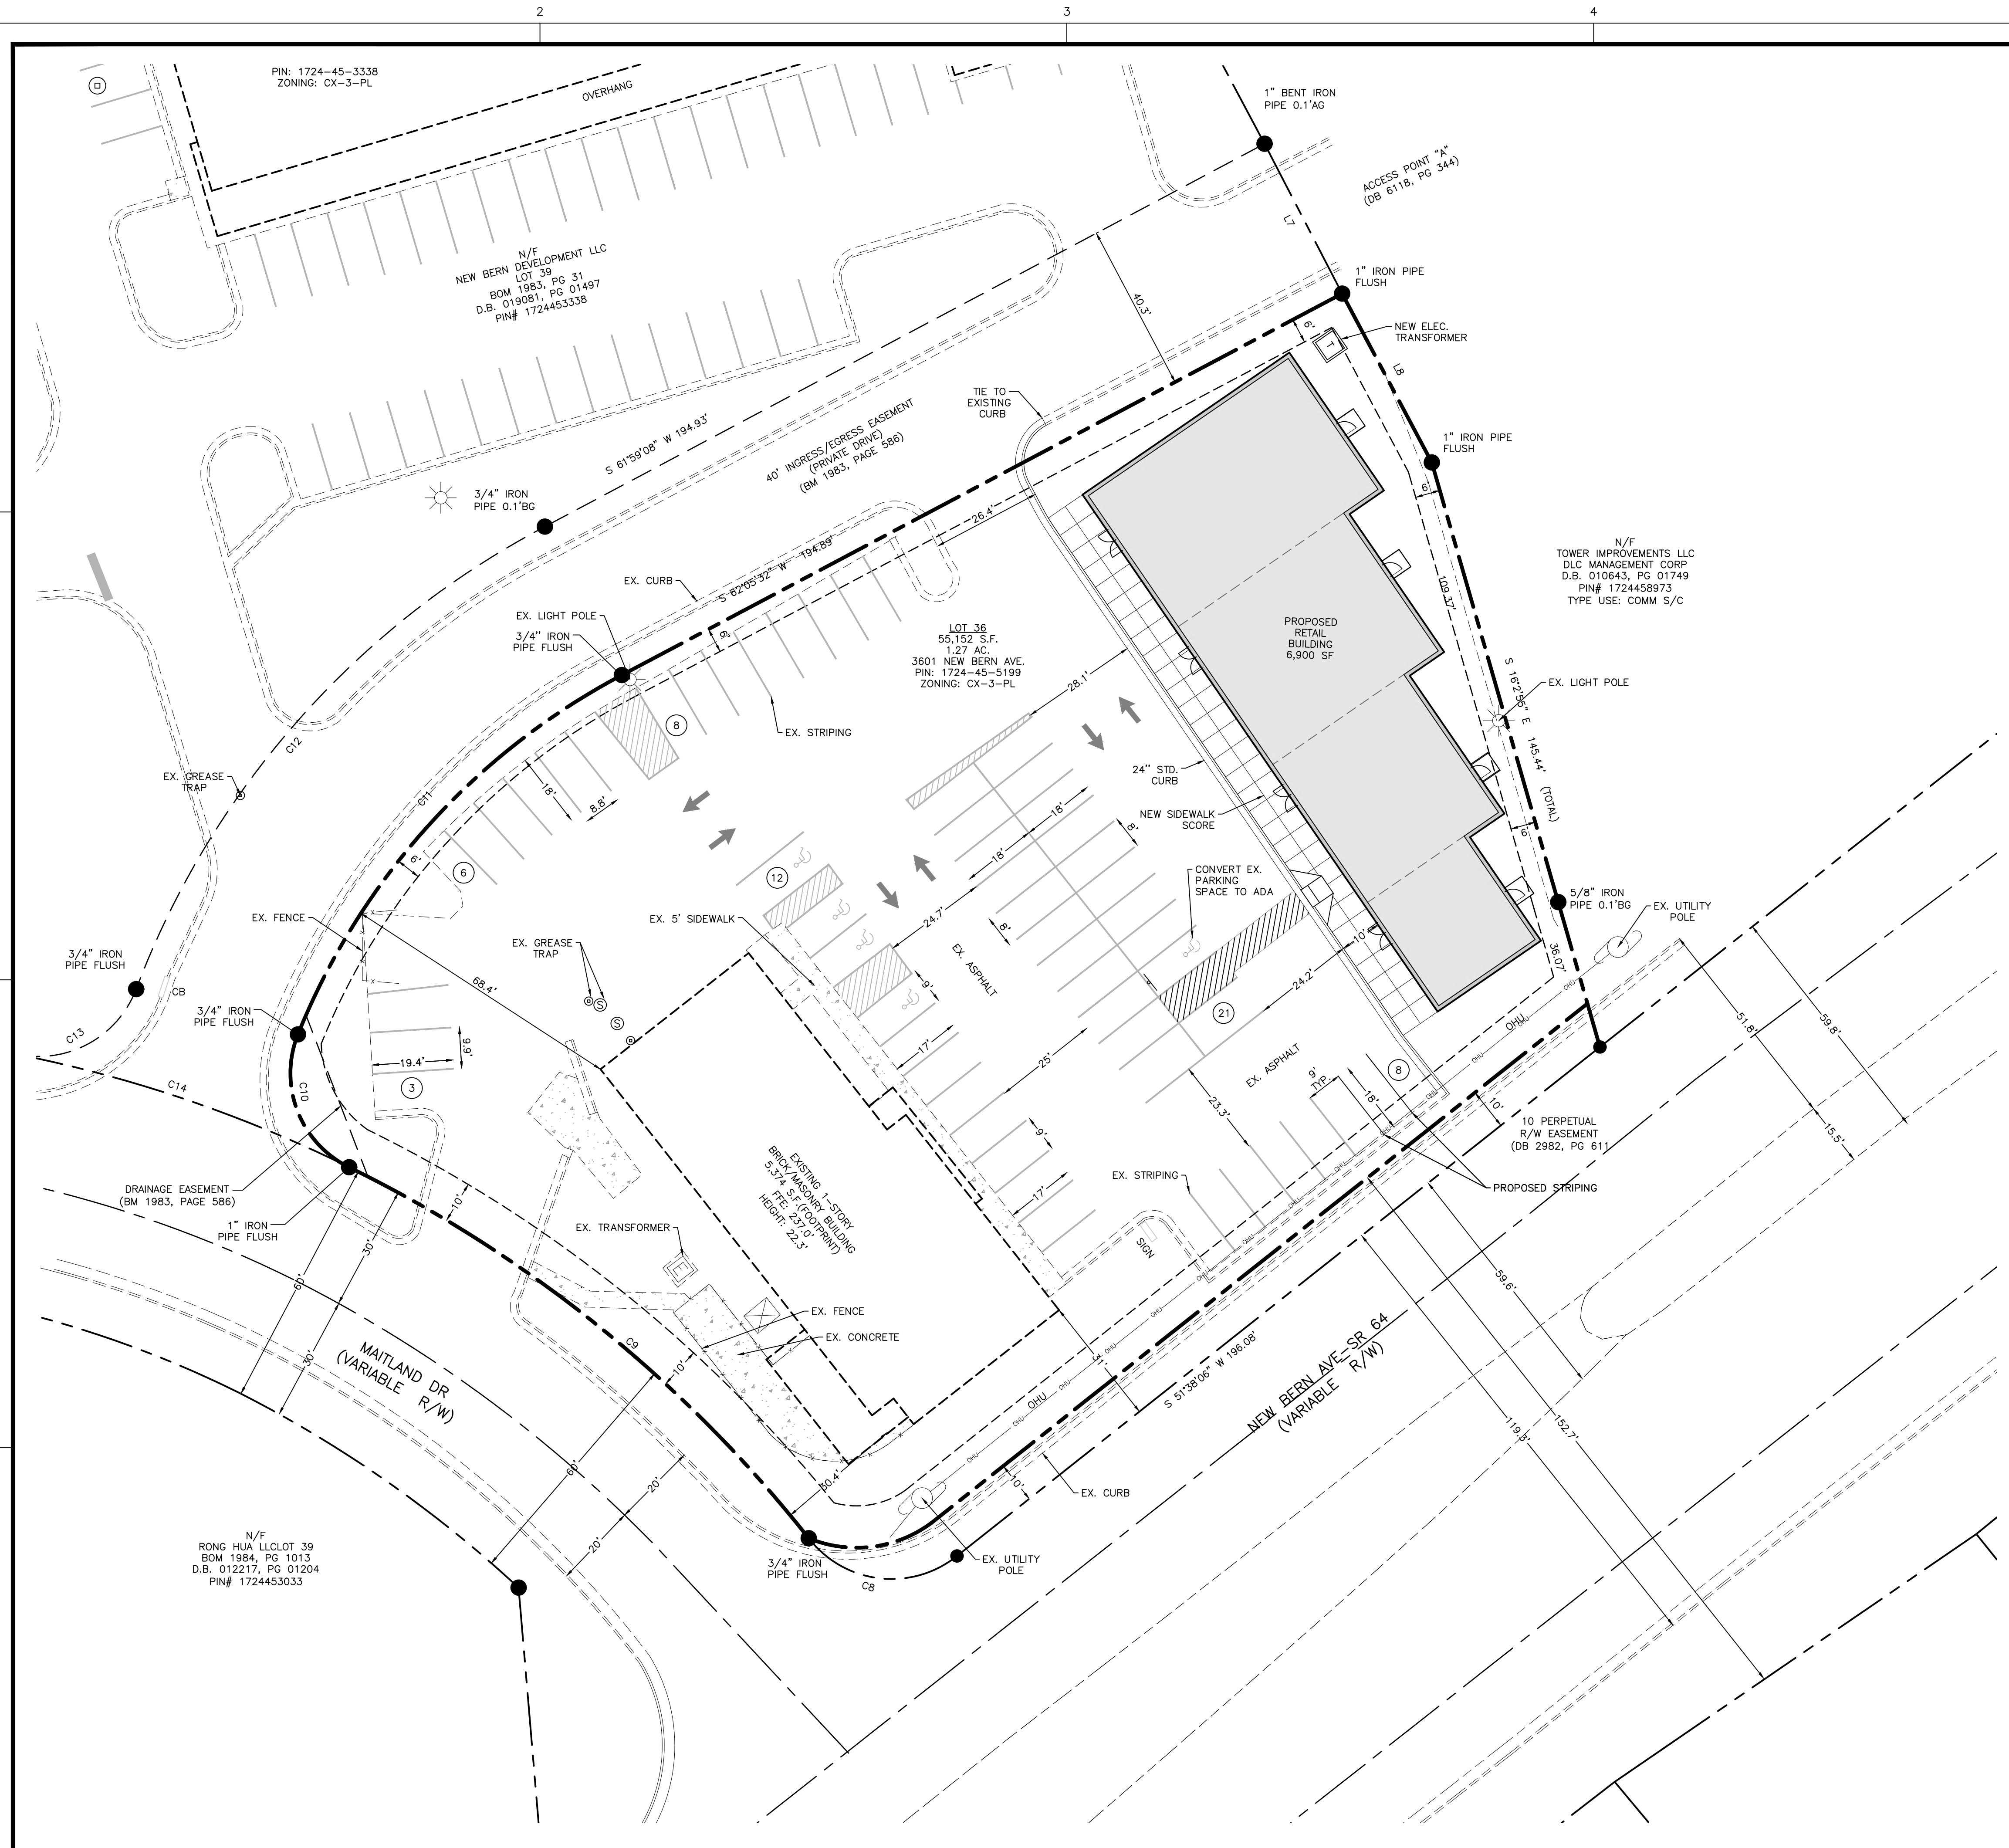 2
3
4
PIN: 1724-45-3338
ZONING: CX-3-PL
OVERHANG
1" BENT IRON
PIPE 0.1'AG
ACCESS POINT "A"
(DB 6118, PG 344)
L7
N/F
NEW BERN DEVELOPMENT LLC
LOT 39
BOM 1983, PG 31
D.B. 019081, PG 01497
PIN# 1724453338
1" IRON PIPE
FLUSH
40.3'
6'
NEW ELEC.
TRANSFORMER
T
L8
TIE TO
EXISTING
CURB
S 61°59'08" W 194.93'
40' INGRESS/EGRESS EASEMENT
(PRIVATE DRIVE)
(BM 1983, PAGE 586)
1" IRON PIPE
FLUSH
3/4" IRON
PIPE 0.1'BG
6'
26.4'
N/F
TOWER IMPROVEMENTS LLC
DLC MANAGEMENT CORP
D.B. 010643, PG 01749
PIN# 1724458973
TYPE USE: COMM S/C
EX. CURB
S 62°05'32" W 194.89'
109.37'
EX. LIGHT POLE
3/4" IRON
PIPE FLUSH
6'
LOT 36
55,152 S.F.
1.27 AC.
3601 NEW BERN AVE.
PIN: 1724-45-5199
ZONING: CX-3-PL
PROPOSED
RETAIL
BUILDING
6,900 SF
28.1'
S 16°2'55" E 145.44' (TOTAL)
EX. LIGHT POLE
8
EX. STRIPING
C12
EX. GREASE
TRAP
C11
18'
8.8'
24" STD.
CURB
NEW SIDEWALK
SCORE
18'
18'
8'
6'
6'
6
12
CONVERT EX.
PARKING
SPACE TO ADA
5/8" IRON
PIPE 0.1'BG
EX. UTILITY
POLE
EX. FENCE
EX. 5' SIDEWALK
24.7'
8'
10'
EX. GREASE
TRAP
3/4" IRON
PIPE FLUSH
CB
68.4'
EX. ASPHALT
36.07'
24.2'
9'
S
S
21
3/4" IRON
PIPE FLUSH
C13
9.9'
19.4'
17'
25'
OHU
51.8'
59.8'
C14
C10
3
EX. ASPHALT
8
9'
TYP.
18'
23.3'
10'
10 PERPETUAL
R/W EASEMENT
(DB 2982, PG 611
15.5'
9'
EXISTING 1-STORY
BRICK/MASONRY BUILDING
5,374 S.F.(FOOTPRINT)
FFE: 237.0'
HEIGHT: 22.3'
DRAINAGE EASEMENT
(BM 1983, PAGE 586)
EX. STRIPING
PROPOSED STRIPING
17'
10'
1" IRON
PIPE FLUSH
EX. TRANSFORMER
SIGN
30'
60'
59.6'
EX. FENCE
EX. CONCRETE
C9
30'
10'
MAITLAND DR
(VARIABLE R/W)
31'
S 51°38'06" W 196.08'
NEW BERN AVE–SR 64
(VARIABLE R/W)
OHU
119.3'
152.7'
60'
20'
30.4'
10'
EX. CURB
20'
N/F
RONG HUA LLCLOT 39
BOM 1984, PG 1013
D.B. 012217, PG 01204
PIN# 1724453033
3/4" IRON
PIPE FLUSH
EX. UTILITY
POLE
C8